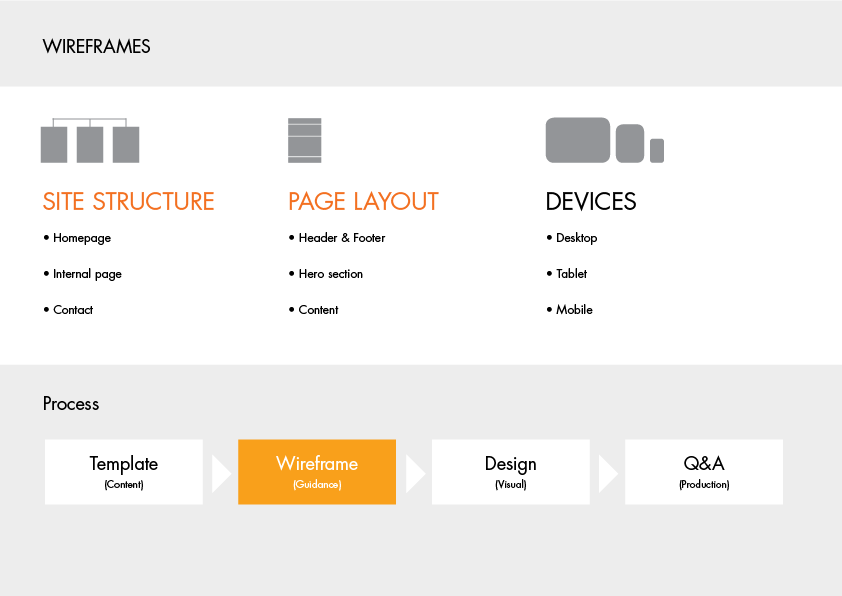 WIREFRAMES
SITE STRUCTURE
• Homepage
• Internal page
• Contact
PAGE LAYOUT
• Header & Footer
• Hero section
• Content
DEVICES
• Desktop
• Tablet
• Mobile
Process
Template
(Content)
Wireframe
(Guidance)
Design
(Visual)
Q&A
(Production)